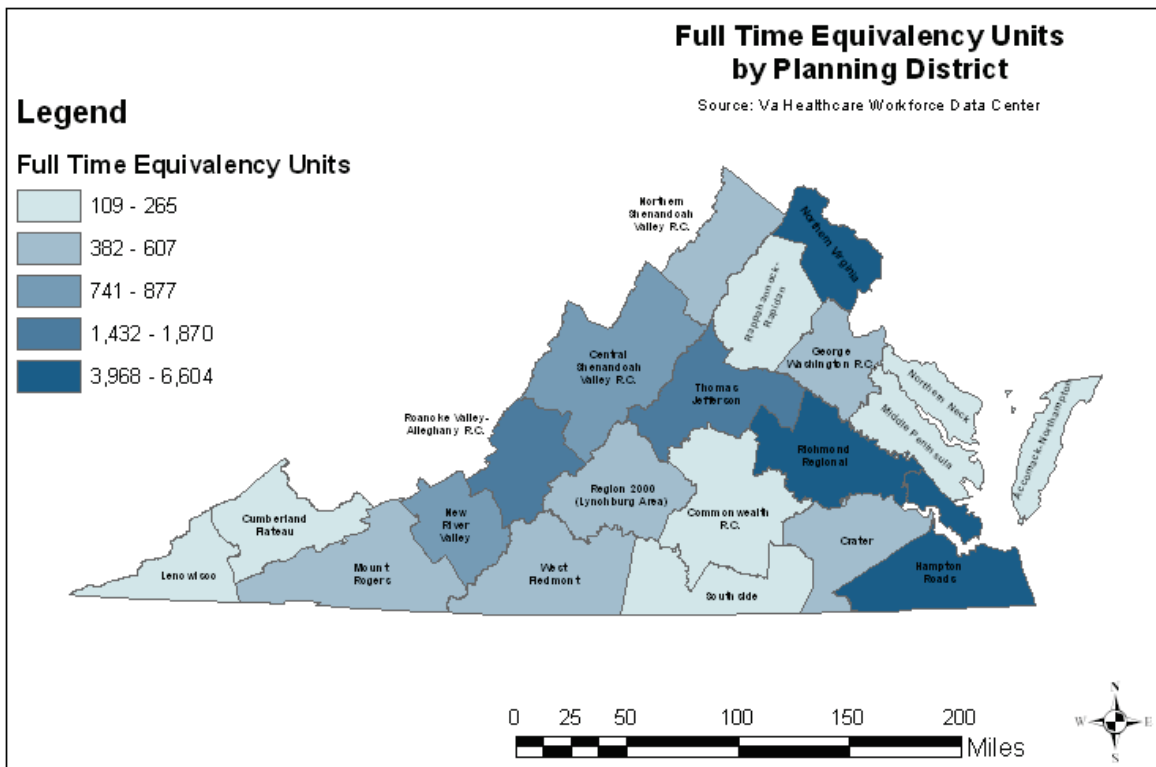 Full Time Equivalency Units
by Planning District
Source: Va Healthcare Workforce Data Center
Legend
Full Time Equivalency Units
109 - 265
382 - 607
741 - 877
1,432 - 1,870
3,968 - 6,604
Northern
Shenandoah
Valley R.C.
Northern Virginia
Rappahannock-
Rapidan
George
Washington R.C.
Central
Shenandoah
Valley R.C.
Thomas
Jefferson
Northern Neck
Middle Peninsula
Accomack-Northampton
Roanoke Valley-
Alleghany R.C.
Richmond
Regional
Region 2000
(Lynchburg Area)
Commonwealth
R.C.
New
River
Valley
Cumberland
Plateau
Crater
Lenowisco
Mount
Rogers
West
Piedmont
Hampton
Roads
Southside
0 25 50 100 150 200
Miles
N
W E
S